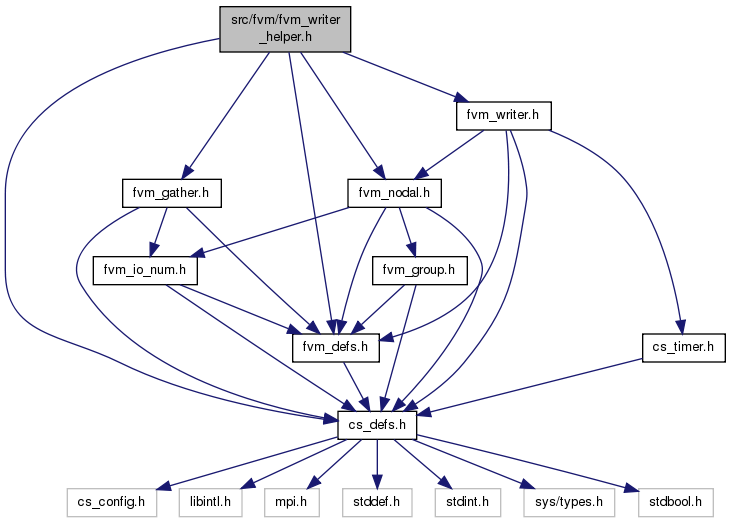 src/fvm/fvm_writer
_helper.h
fvm_writer.h
fvm_gather.h
fvm_nodal.h
fvm_io_num.h
fvm_group.h
fvm_defs.h
cs_timer.h
cs_defs.h
cs_config.h
libintl.h
mpi.h
stddef.h
stdint.h
sys/types.h
stdbool.h